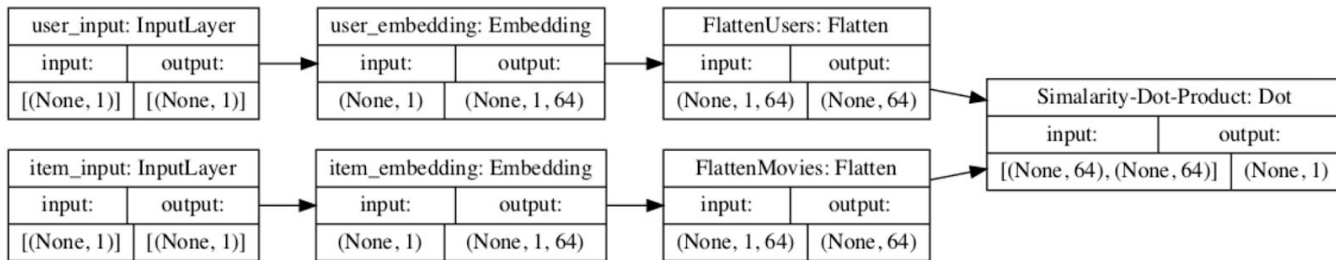 user_input: InputLayer
input:
output:
[(None, 1)]
[(None, 1)]
user_embedding: Embedding
input:
output:
(None, 1)
(None, 1, 64)
FlattenUsers: Flatten
input:
output:
(None, 1, 64)
(None, 64)
item_input: InputLayer
input:
output:
[(None, 1)]
[(None, 1)]
item_embedding: Embedding
input:
output:
(None, 1)
(None, 1, 64)
FlattenMovies: Flatten
input:
output:
(None, 1, 64)
(None, 64)
Simalarity-Dot-Product: Dot
input:
output:
[(None, 64), (None, 64)]
(None, 1)